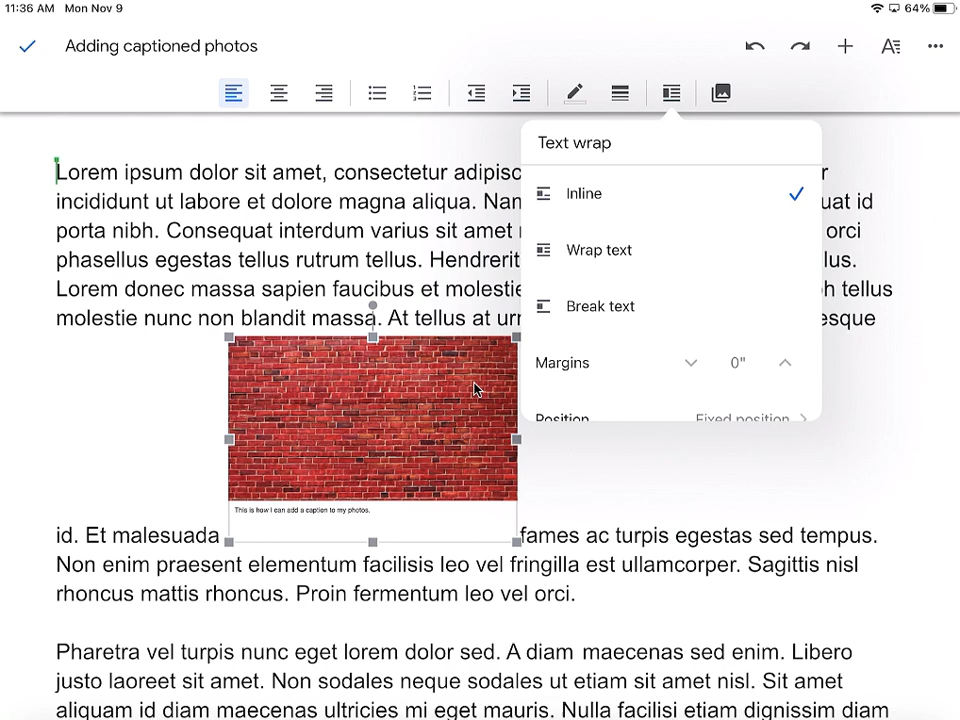 11:36 AM Mon Nov 9 64%
Adding captioned photos
Text wrap
Inline
Wrap text
Break text
Margins 0"
Position Fixed position
Lorem ipsum dolor sit amet, consectetur adipisc r
incididunt ut labore et dolore magna aliqua. Nam uat id
porta nibh. Consequat interdum varius sit amet orci
phasellus egestas tellus rutrum tellus. Hendrerit lus.
Lorem donec massa sapien faucibus et molestie h tellus
molestie nunc non blandit massa. At tellus at urn esque
This is how I can add a caption to my photos.
id. Et malesuada fames ac turpis egestas sed tempus.
Non enim praesent elementum facilisis leo vel fringilla est ullamcorper. Sagittis nisl
rhoncus mattis rhoncus. Proin fermentum leo vel orci.
Pharetra vel turpis nunc eget lorem dolor sed. A diam maecenas sed enim. Libero
justo laoreet sit amet. Non sodales neque sodales ut etiam sit amet nisl. Sit amet
aliquam id diam maecenas ultricies mi eget mauris. Nulla facilisi etiam dignissim diam